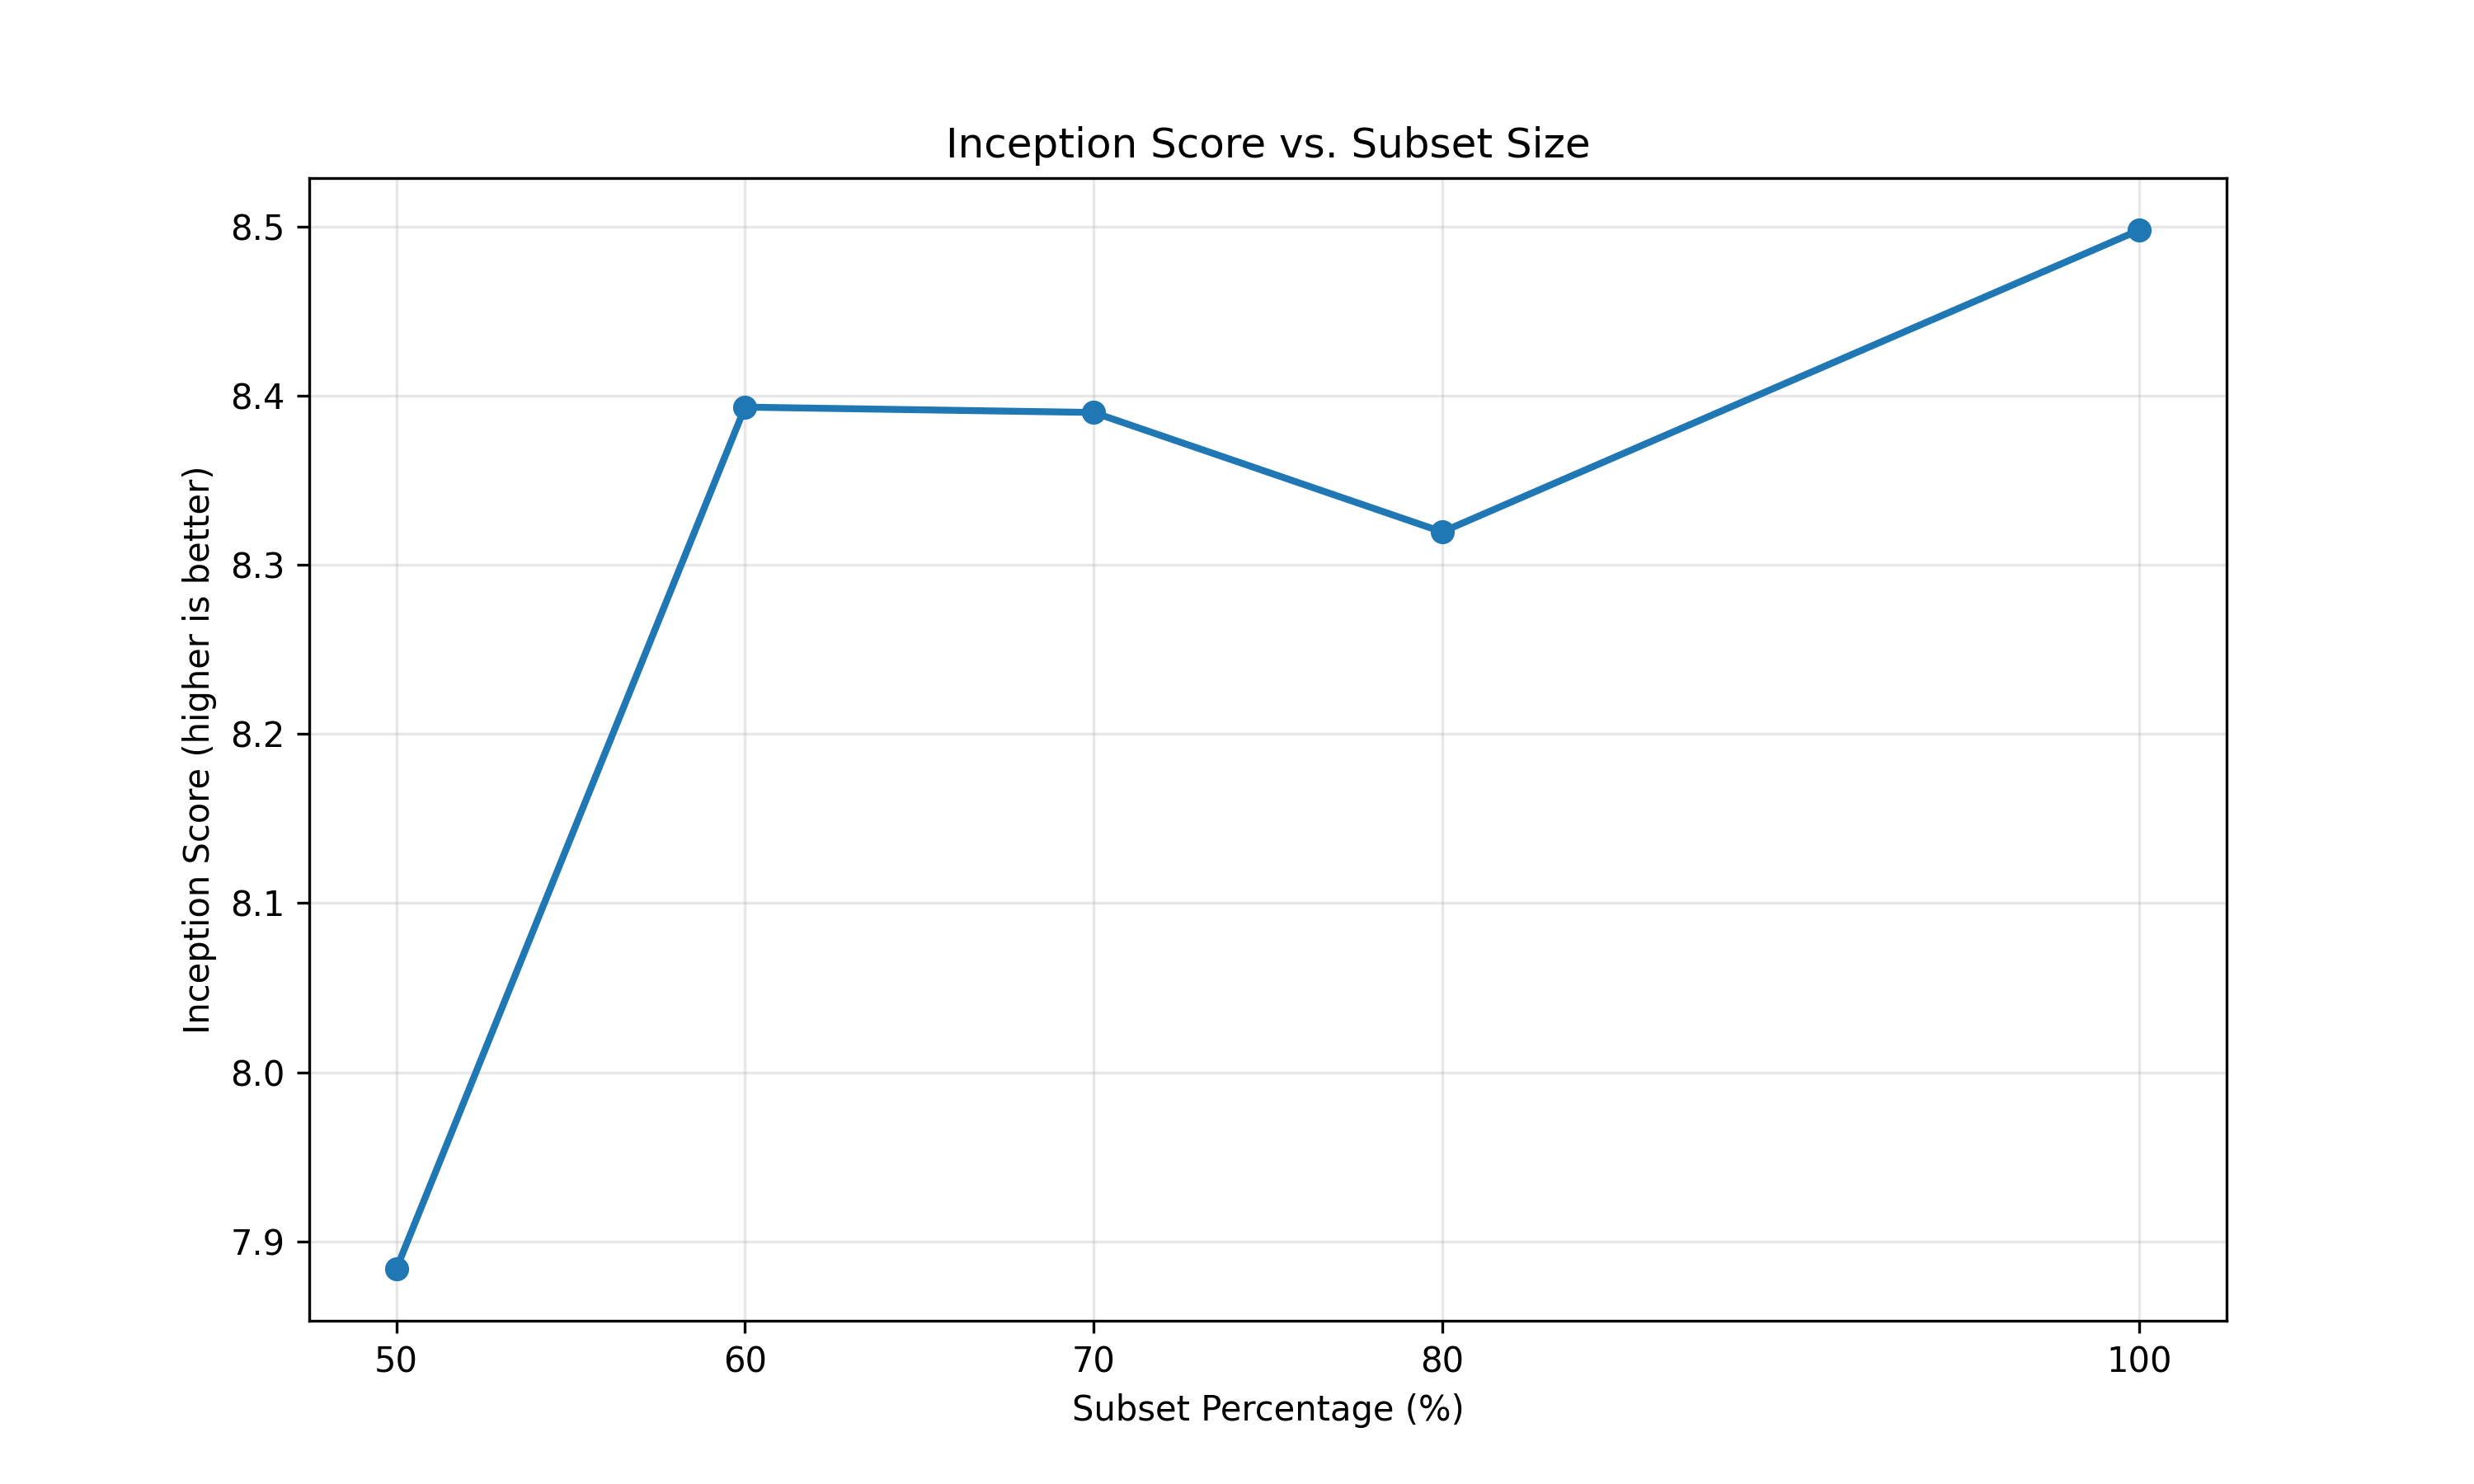 Inception Score vs. Subset Size
Inception Score (higher is better)
8.5
8.4
8.3
8.2
8.1
8.0
7.9
50 60 70 80 100
Subset Percentage (%)